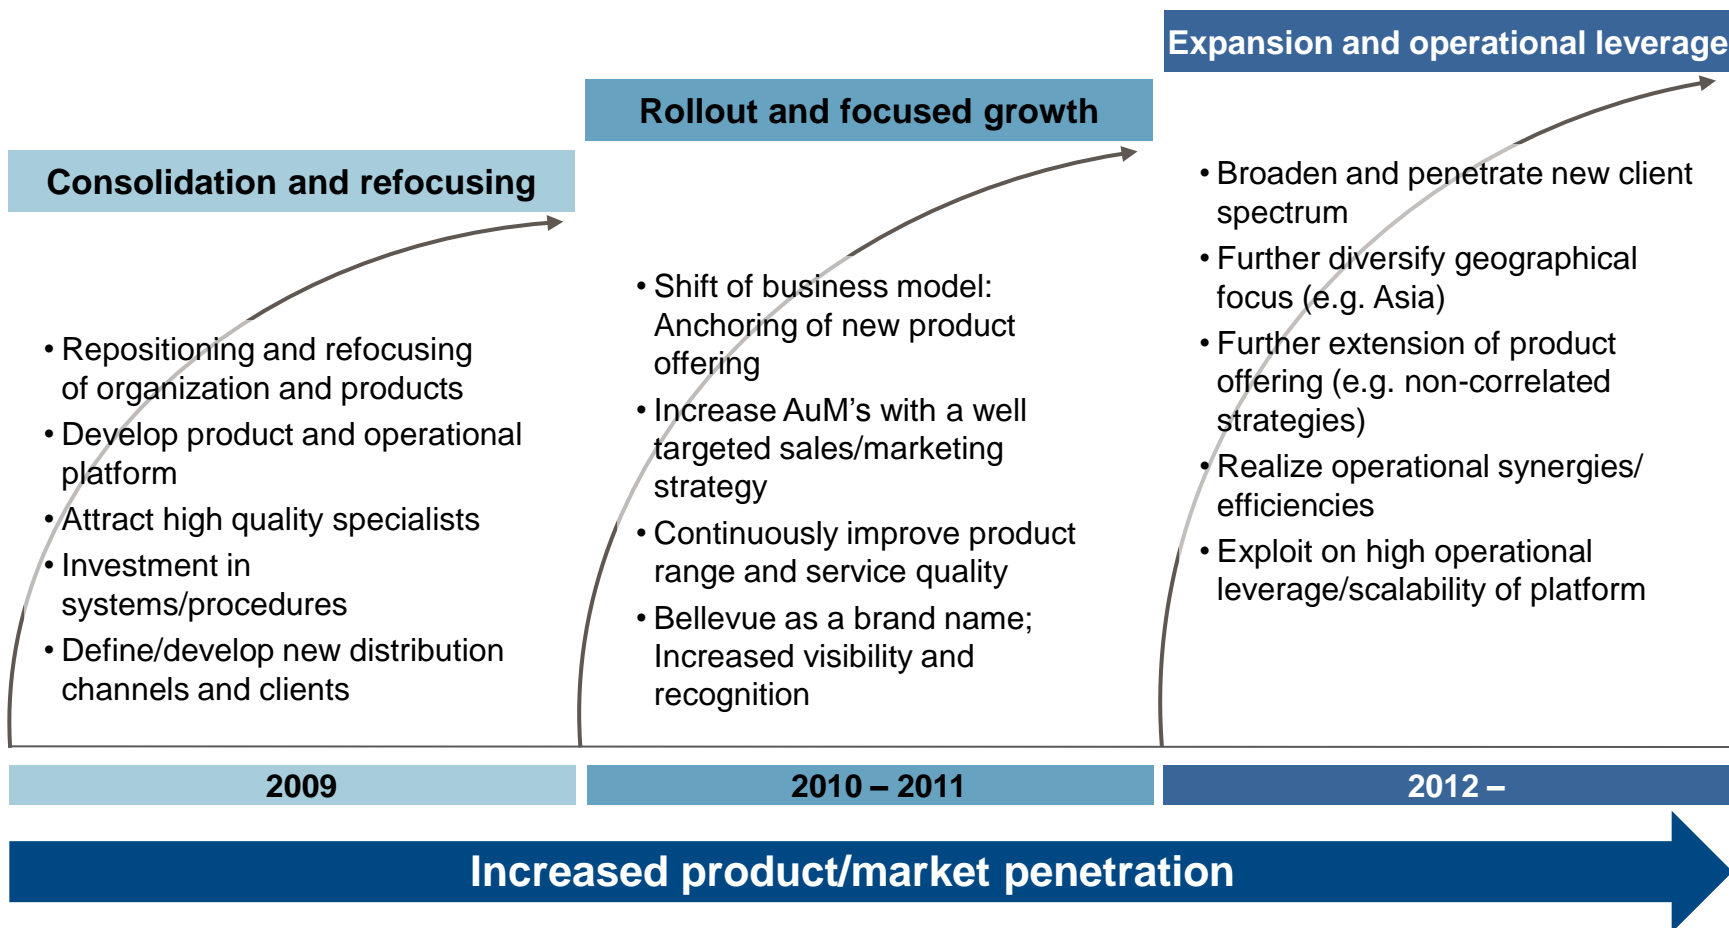 Consolidation and refocusing
• Repositioning and refocusing
of organization and products
• Develop product and operational
platform
• Attract high quality specialists
• Investment in
systems/procedures
• Define/develop new distribution
channels and clients
2009
Rollout and focused growth
• Shift of business model:
Anchoring of new product
offering
• Increase AuM’s with a well
targeted sales/marketing
strategy
• Continuously improve product
range and service quality
• Bellevue as a brand name;
Increased visibility and
recognition
2010 – 2011
Expansion and operational leverage
• Broaden and penetrate new client
spectrum
• Further diversify geographical
focus (e.g. Asia)
• Further extension of product
offering (e.g. non-correlated
strategies)
• Realize operational synergies/
efficiencies
• Exploit on high operational
leverage/scalability of platform
2012 –
Increased product/market penetration